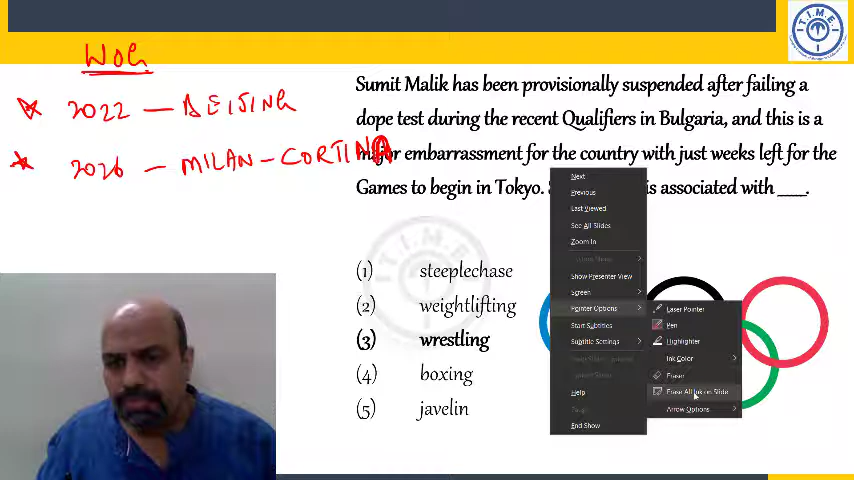 T.I.M.E.
WOG
2022 — BEIJING
2026 — MILAN-CORTINA
Sumit Malik has been provisionally suspended after failing a
dope test during the recent Qualifiers in Bulgaria, and this is a
major embarrassment for the country with just weeks left for the
Games to begin in Tokyo. S is associated with ____.
(1) steeplechase
(2) weightlifting
(3) wrestling
(4) boxing
(5) javelin
Next
Previous
Last Viewed
See All Slides
Zoom In
Show Presenter View
Screen
Pointer Options
Start Subtitles
Subtitle Settings
Help
End Show
Laser Pointer
Pen
Highlighter
Ink Color
Eraser
Erase All Ink on Slide
Arrow Options